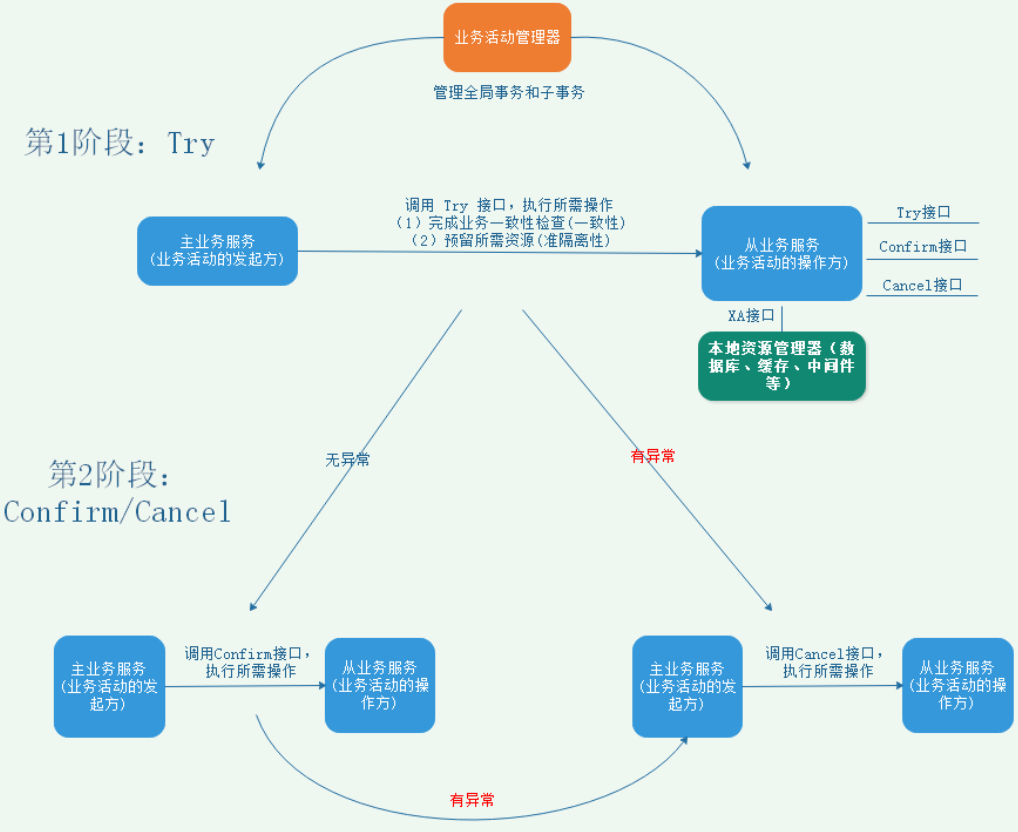 业务活动管理器
管理全局事务和子事务
第1阶段：Try
调用 Try 接口，执行所需操作
（1）完成业务一致性检查(一致性)
（2）预留所需资源(准隔离性)
主业务服务
(业务活动的发起方)
从业务服务
(业务活动的操作方)
Try接口
Confirm接口
Cancel接口
XA接口
本地资源管理器（数
据库、缓存、中间件
等）
无异常
有异常
第2阶段：
Confirm/Cancel
主业务服务
(业务活动的发
起方)
调用Confirm接口，
执行所需操作
从业务服务
(业务活动的操
作方)
主业务服务
(业务活动的发
起方)
调用Cancel接口，
执行所需操作
从业务服务
(业务活动的操
作方)
有异常